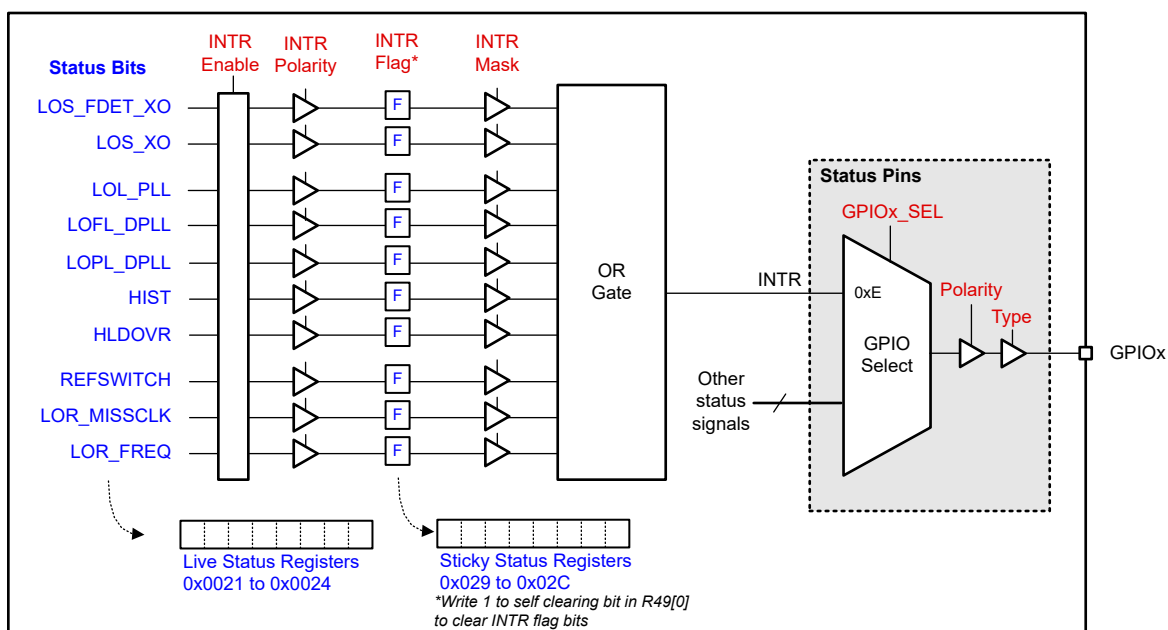 Status Bits
INTR
Enable
INTR
Polarity
INTR
Flag*
INTR
Mask
LOS_FDET_XO
F
LOS_XO
F
LOL_PLL
F
LOFL_DPLL
F
LOPL_DPLL
F
HIST
F
HLDOVR
F
REFSWITCH
F
LOR_MISSCLK
F
LOR_FREQ
F
OR
Gate
Status Pins
GPIOx_SEL
INTR
0xE
GPIO
Select
Polarity
Type
GPIOx
Other
status
signals
Live Status Registers
0x0021 to 0x0024
Sticky Status Registers
0x029 to 0x02C
*Write 1 to self clearing bit in R49[0]
to clear INTR flag bits